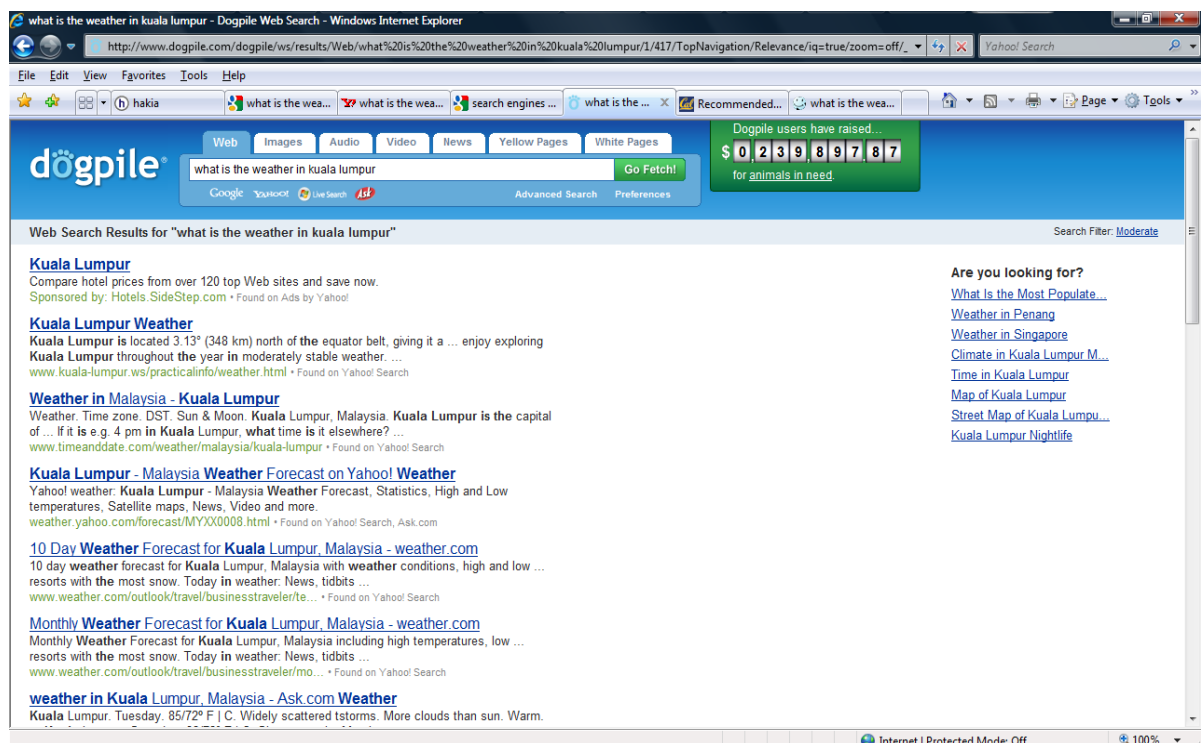 what is the weather in kuala lumpur - Dogpile Web Search - Windows Internet Explorer
http://www.dogpile.com/dogpile/ws/results/Web/what%20is%20the%20weather%20in%20kuala%20lumpur/1/417/TopNavigation/Relevance/iq=true/zoom=off/_
Yahoo! Search
File Edit View Favorites Tools Help
hakia what is the wea... what is the wea... search engines ... what is the ... Recommended... what is the wea... Page Tools
Web Images Audio Video News Yellow Pages White Pages
dögpile
what is the weather in kuala lumpur Go Fetch!
Google YAHOO! Live Search Ask Advanced Search Preferences
Dogpile users have raised...
$ 0,239,897.87
for animals in need.
Web Search Results for "what is the weather in kuala lumpur" Search Filter: Moderate
Kuala Lumpur
Compare hotel prices from over 120 top Web sites and save now.
Sponsored by: Hotels.SideStep.com • Found on Ads by Yahoo!
Kuala Lumpur Weather
Kuala Lumpur is located 3.13° (348 km) north of the equator belt, giving it a ... enjoy exploring
Kuala Lumpur throughout the year in moderately stable weather. ...
www.kuala-lumpur.ws/practicalinfo/weather.html • Found on Yahoo! Search
Weather in Malaysia - Kuala Lumpur
Weather. Time zone. DST. Sun & Moon. Kuala Lumpur, Malaysia. Kuala Lumpur is the capital
of ... If it is e.g. 4 pm in Kuala Lumpur, what time is it elsewhere? ...
www.timeanddate.com/weather/malaysia/kuala-lumpur • Found on Yahoo! Search
Kuala Lumpur - Malaysia Weather Forecast on Yahoo! Weather
Yahoo! weather: Kuala Lumpur - Malaysia Weather Forecast, Statistics, High and Low
temperatures, Satellite maps, News, Video and more.
weather.yahoo.com/forecast/MYXX0008.html • Found on Yahoo! Search, Ask.com
10 Day Weather Forecast for Kuala Lumpur, Malaysia - weather.com
10 day weather forecast for Kuala Lumpur, Malaysia with weather conditions, high and low ...
resorts with the most snow. Today in weather: News, tidbits ...
www.weather.com/outlook/travel/businesstraveler/te... • Found on Yahoo! Search
Monthly Weather Forecast for Kuala Lumpur, Malaysia - weather.com
Monthly Weather Forecast for Kuala Lumpur, Malaysia including high temperatures, low ...
resorts with the most snow. Today in weather: News, tidbits ...
www.weather.com/outlook/travel/businesstraveler/mo... • Found on Yahoo! Search
weather in Kuala Lumpur, Malaysia - Ask.com Weather
Kuala Lumpur. Tuesday. 85/72° F | C. Widely scattered tstorms. More clouds than sun. Warm.
Are you looking for?
What Is the Most Populate...
Weather in Penang
Weather in Singapore
Climate in Kuala Lumpur M...
Time in Kuala Lumpur
Map of Kuala Lumpur
Street Map of Kuala Lumpu...
Kuala Lumpur Nightlife
Internet | Protected Mode: Off 100%